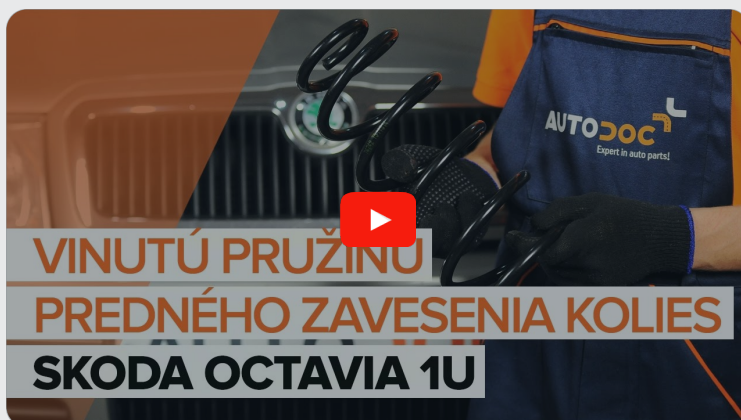 AUTODOC
Expert in auto parts!
VINUTÚ PRUŽINU
PREDNÉHO ZAVESENIA KOLIES
SKODA OCTAVIA 1U